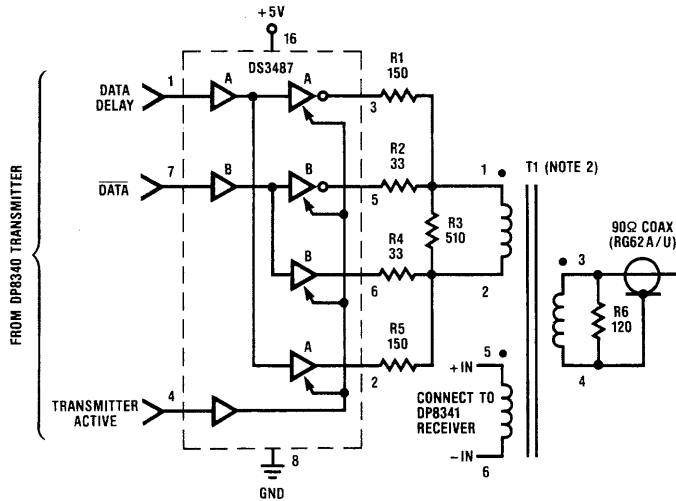 +5V
16
DS3487
DATA
DELAY
1
A
A
3
R1
150
DATA
7
B
B
5
R2
33
1
T1 (NOTE 2)
R3
510
90Ω COAX
(RG62A/U)
B
6
R4
33
2
3
R6
120
4
A
2
R5
150
+IN
5
CONNECT TO
DP8341
RECEIVER
-IN
6
TRANSMITTER
ACTIVE
4
8
GND
FROM DP8340 TRANSMITTER